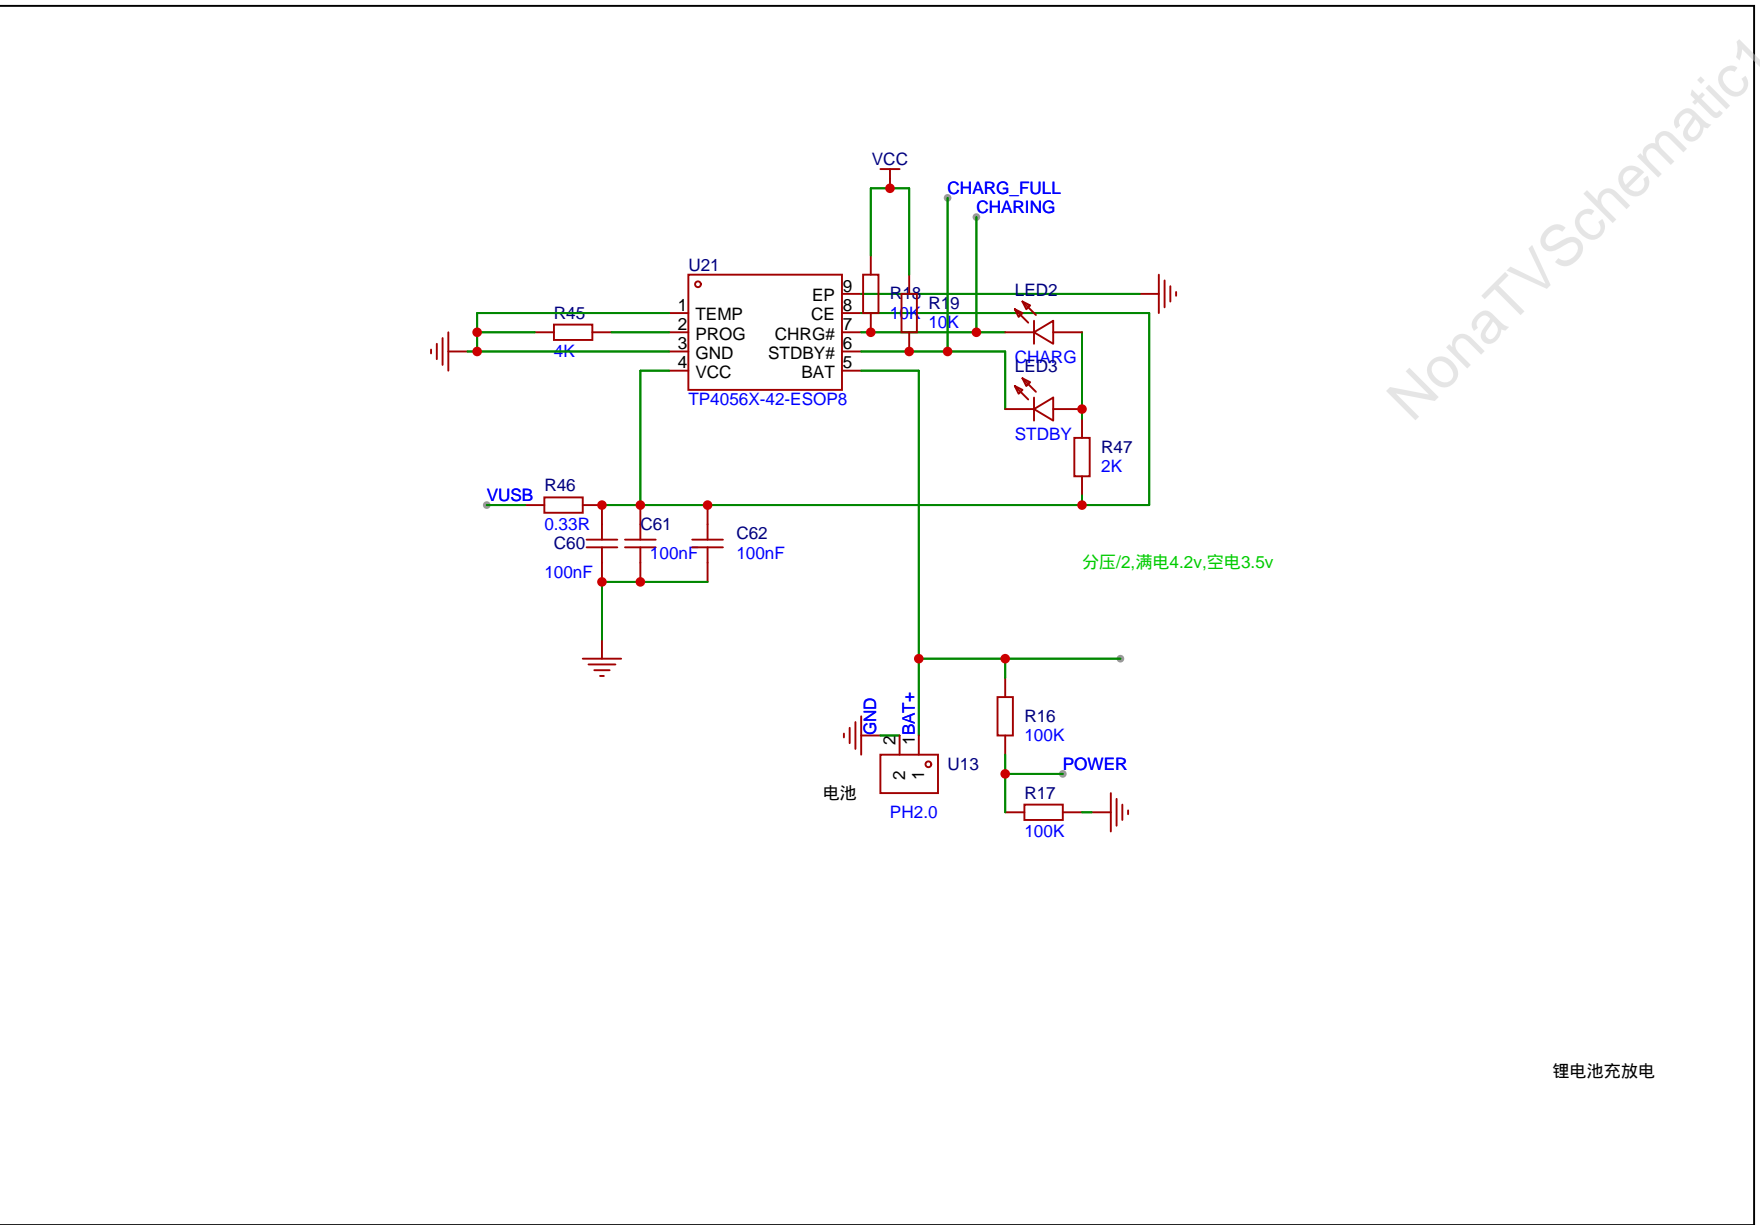 NonaTVSchematic1
VCC
CHARG_FULL
CHARING
U21
1
2
3
4
TEMP
PROG
GND
VCC
EP
CE
CHRG#
STDBY#
BAT
9
8
7
6
5
TP4056X-42-ESOP8
R45
4K
R18
10K
R19
10K
LED2
CHARG
LED3
STDBY
R47
2K
VUSB
R46
0.33R
C60
100nF
C61
100nF
C62
100nF
分压/2,满电4.2v,空电3.5v
GND
BAT+
2
1
2
1
U13
PH2.0
电池
R16
100K
POWER
R17
100K
锂电池充放电